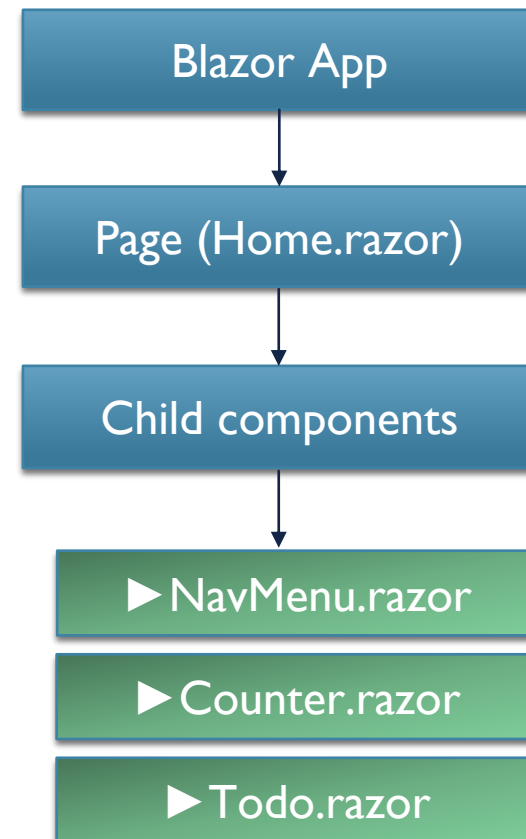 Blazor App
Page (Home.razor)
Child components
►NavMenu.razor
►Counter.razor
►Todo.razor